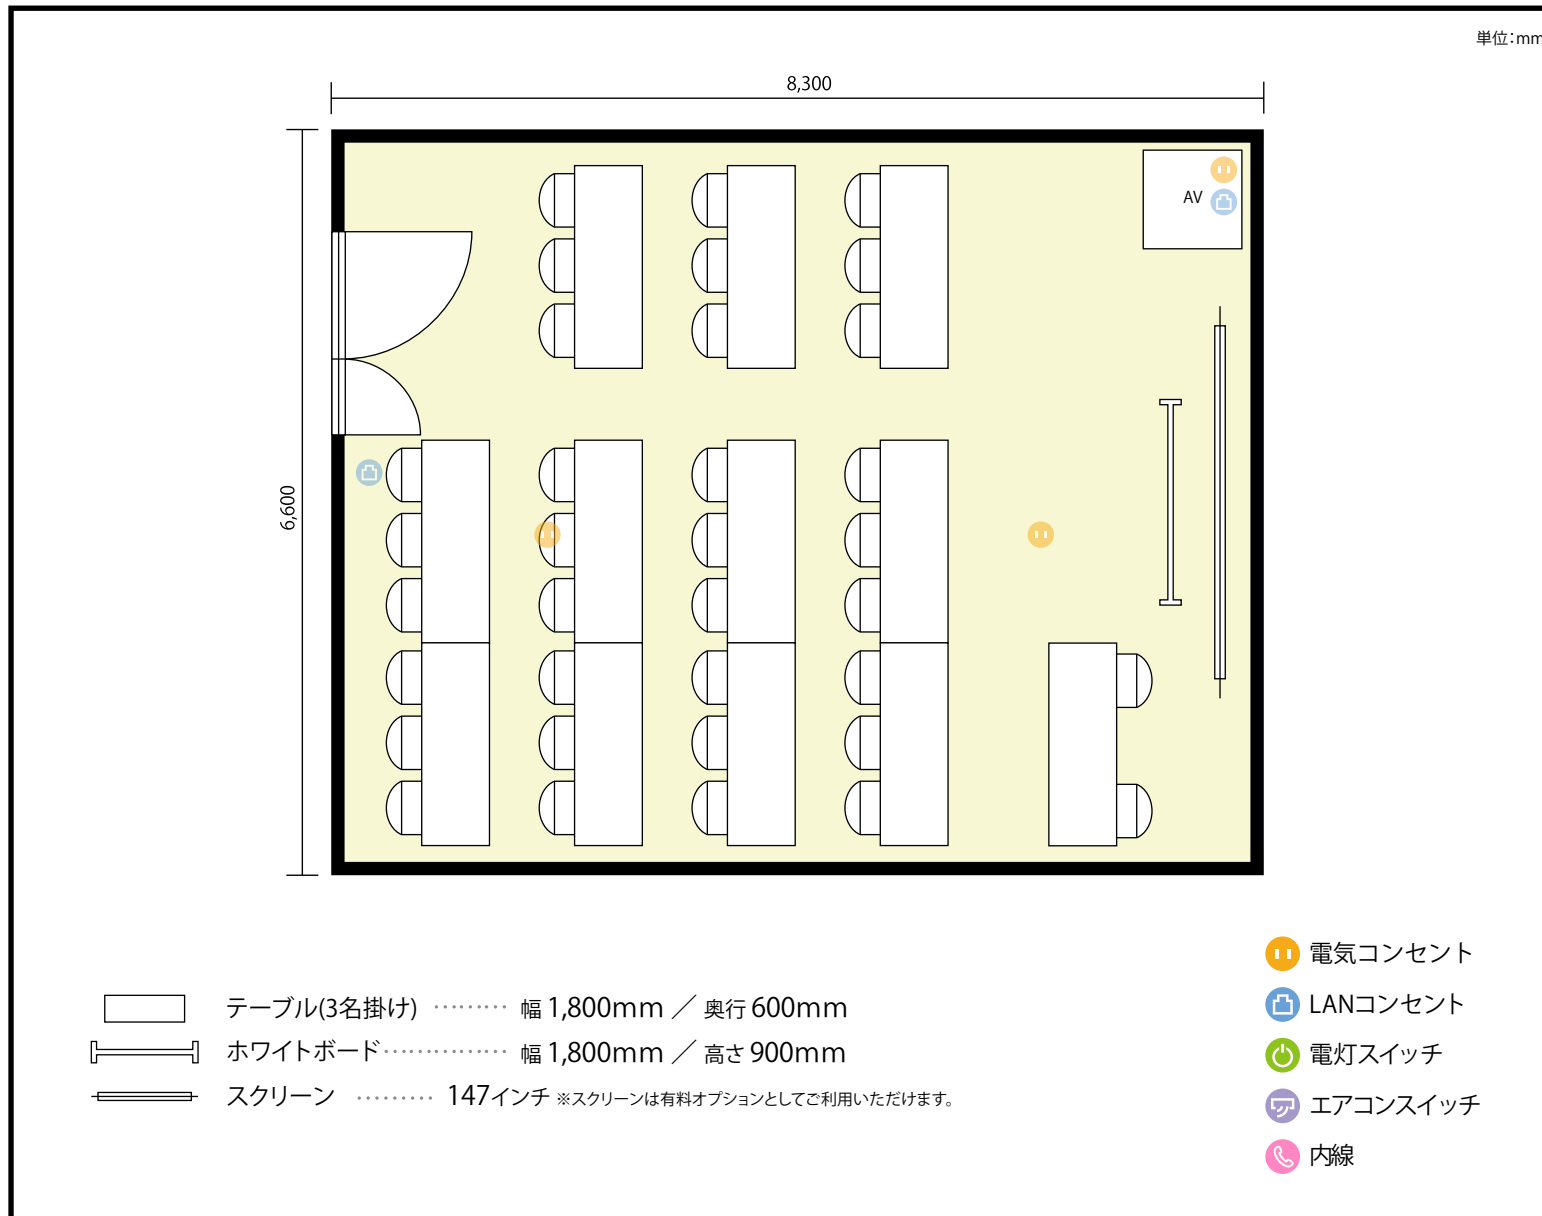 単位:mm
8,300
AV
6,600
テーブル(3名掛け) ……… 幅 1,800mm ／ 奥行 600mm
ホワイトボード…………… 幅 1,800mm ／ 高さ 900mm
スクリーン ……… 147インチ ※スクリーンは有料オプションとしてご利用いただけます。
電気コンセント
LANコンセント
電灯スイッチ
エアコンスイッチ
内線